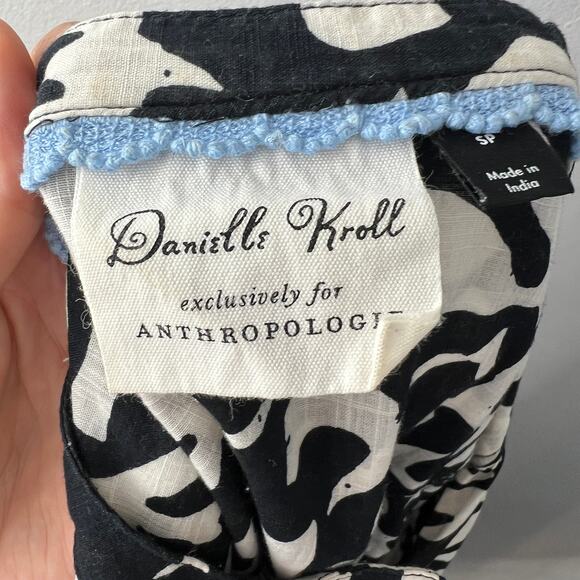 Danielle Kroll
exclusively for
ANTHROPOLOGIE
SP
Made in
India